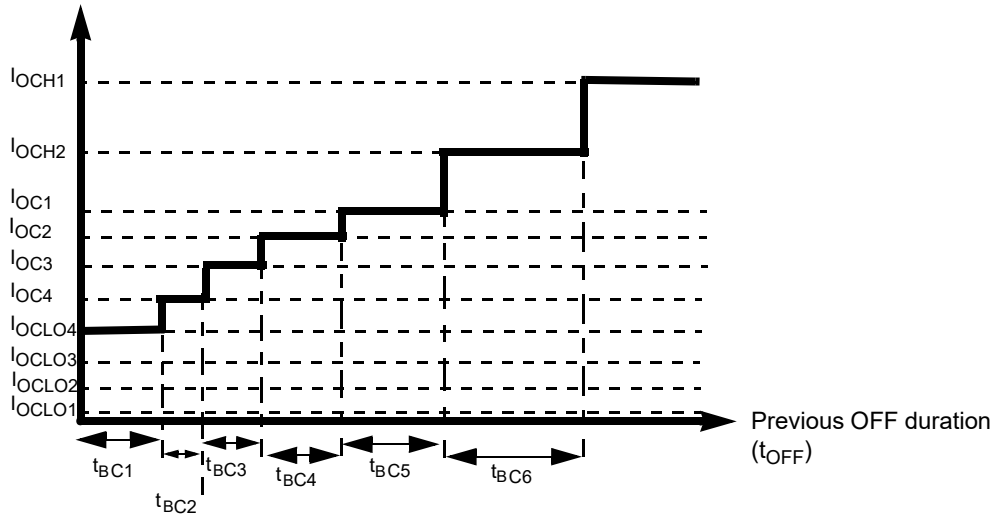 IOCH1
IOCH2
IOC1
IOC2
IOC3
IOC4
IOCLO4
IOCLO3
IOCLO2
IOCLO1
Previous OFF duration
(tOFF)
tBC1
tBC2
tBC3
tBC4
tBC5
tBC6